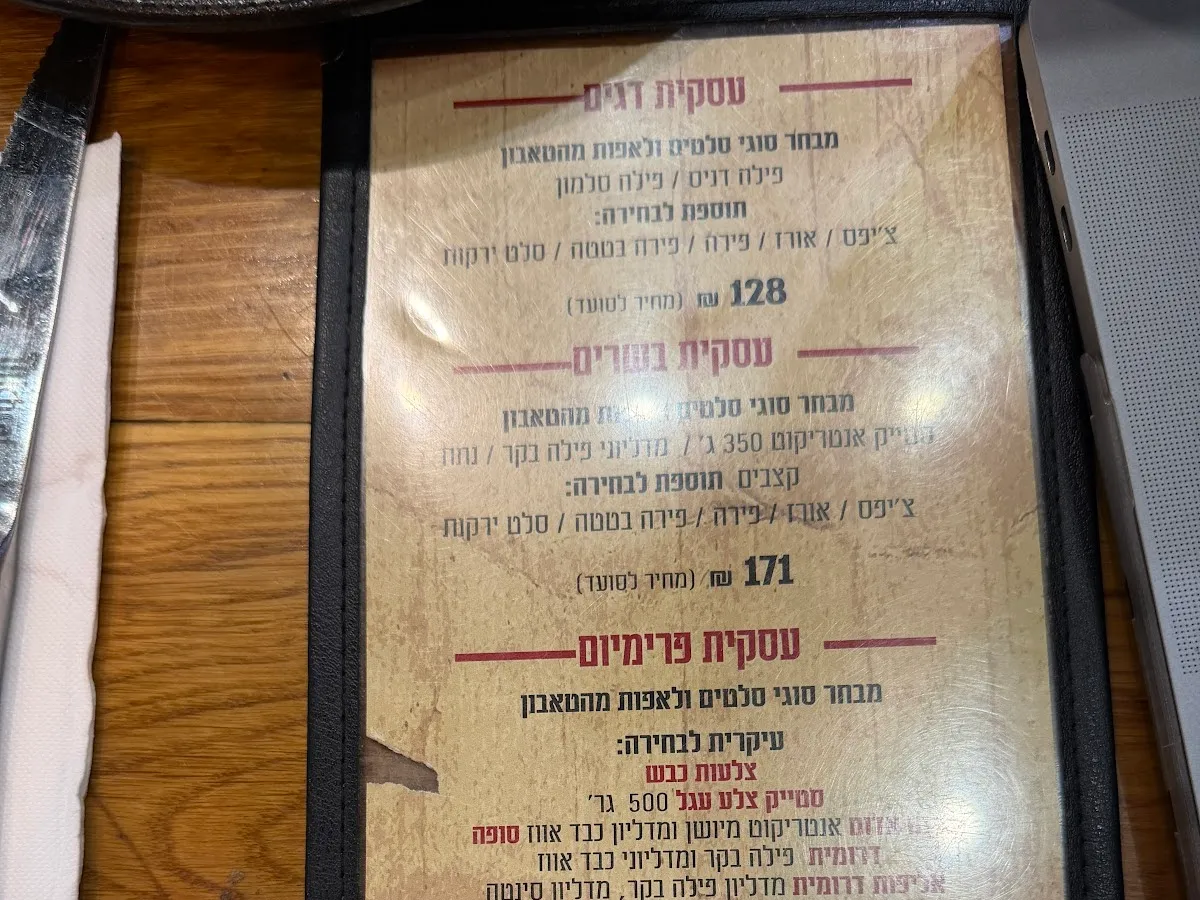 עסקית דגים
מבחר סוגי סלטים ולאפות מהטאבון
פילה דניס / פילה סלמון
תוספת לבחירה:
צ'יפס / אורז / פירה / פירה בטטה / סלט ירקות
128 ₪ (מחיר לסועד)
עסקית בשרים
מבחר סוגי סלטים מהטאבון
סטייק אנטריקוט 350 ג' / מדליוני פילה בקר / נתח
קצבים תוספת לבחירה:
צ'יפס / אורז / פירה / פירה בטטה / סלט ירקות
171 ₪ (מחיר לסועד)
עסקית פרימיום
מבחר סוגי סלטים ולאפות מהטאבון
עיקרית לבחירה:
צלעות כבש
סטייק צלע עגל 500 גר'
אדום אנטריקוט מיושן ומדליון כבד אווז סופה
דרומית פילה בקר ומדליוני כבד אווז
אליפות דרומית מדליון פילה בקר, מדליון סינטה